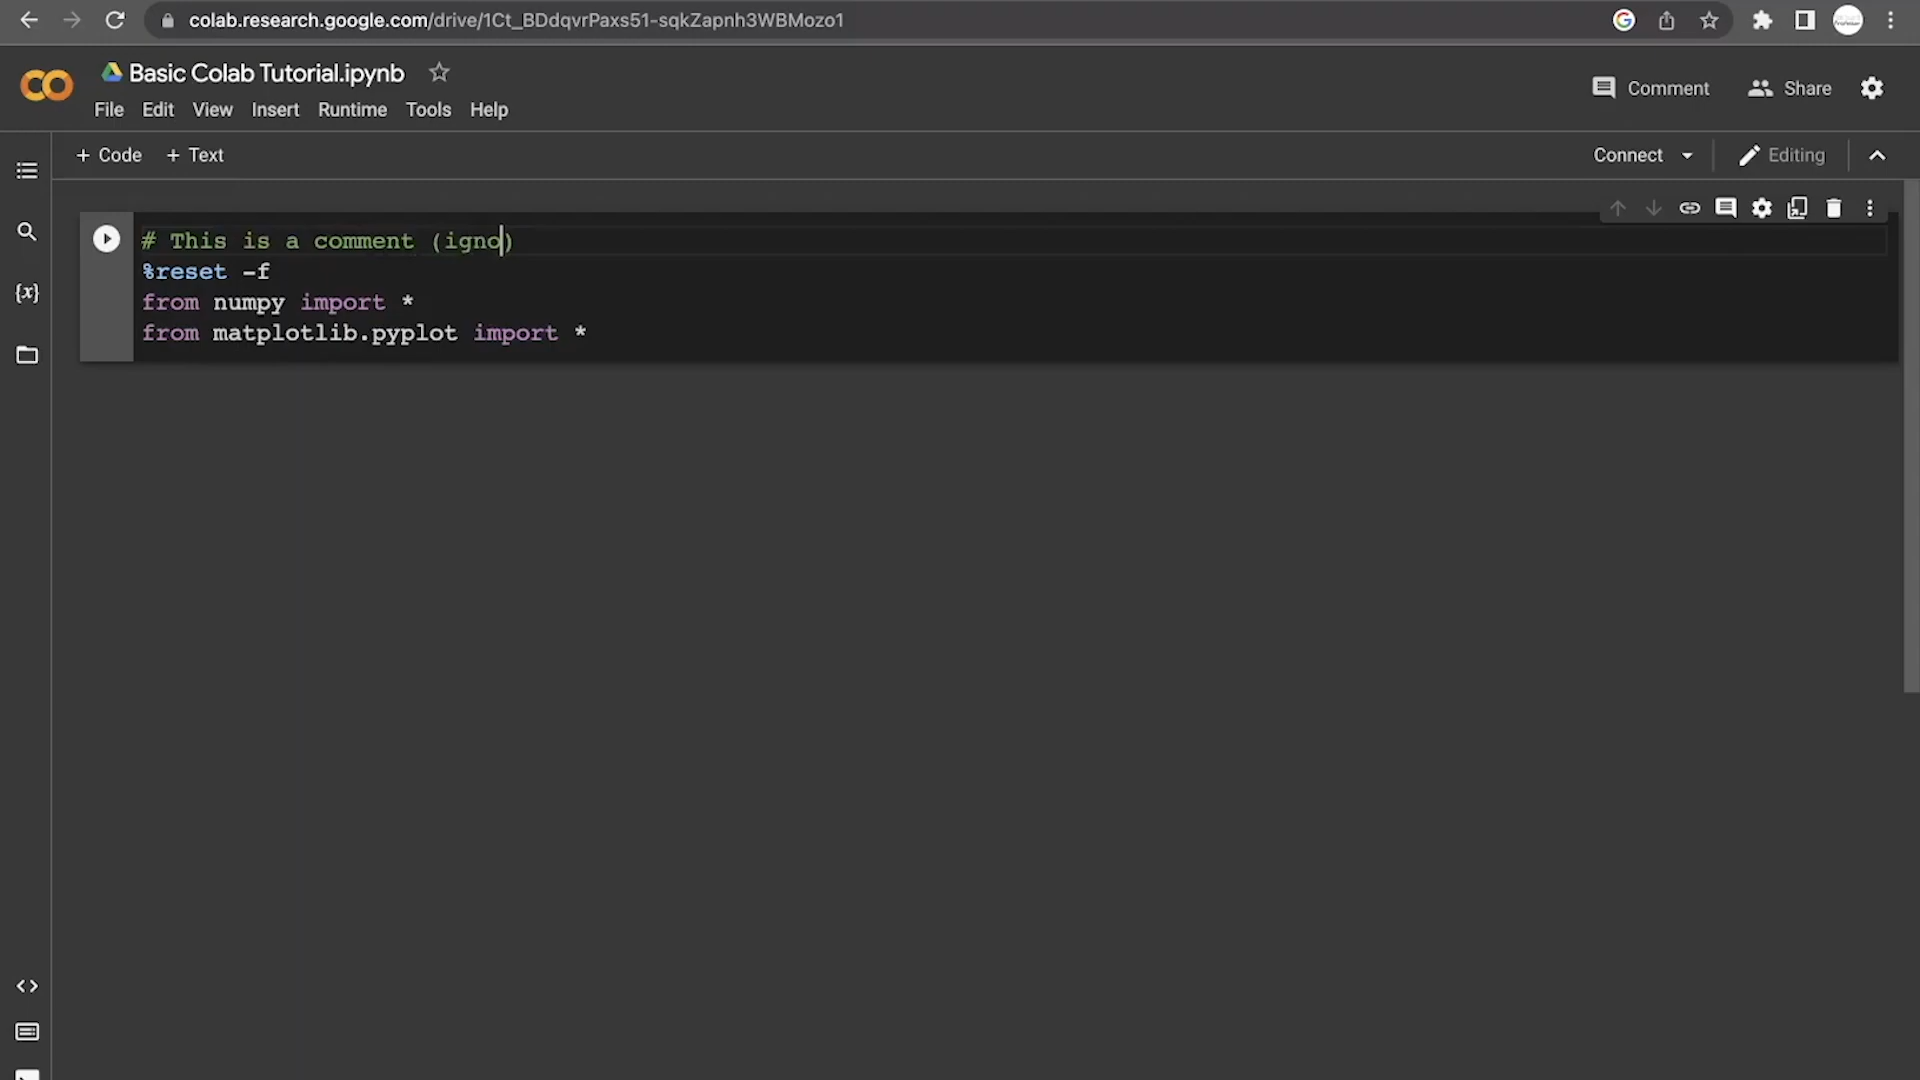 colab.research.google.com/drive/1Ct_BDdqvrPaxs51-sqkZapnh3WBMozo1
Basic Colab Tutorial.ipynb
File Edit View Insert Runtime Tools Help
Comment Share
+ Code + Text
Connect Editing
# This is a comment (igno)
%reset -f
from numpy import *
from matplotlib.pyplot import *
{x}